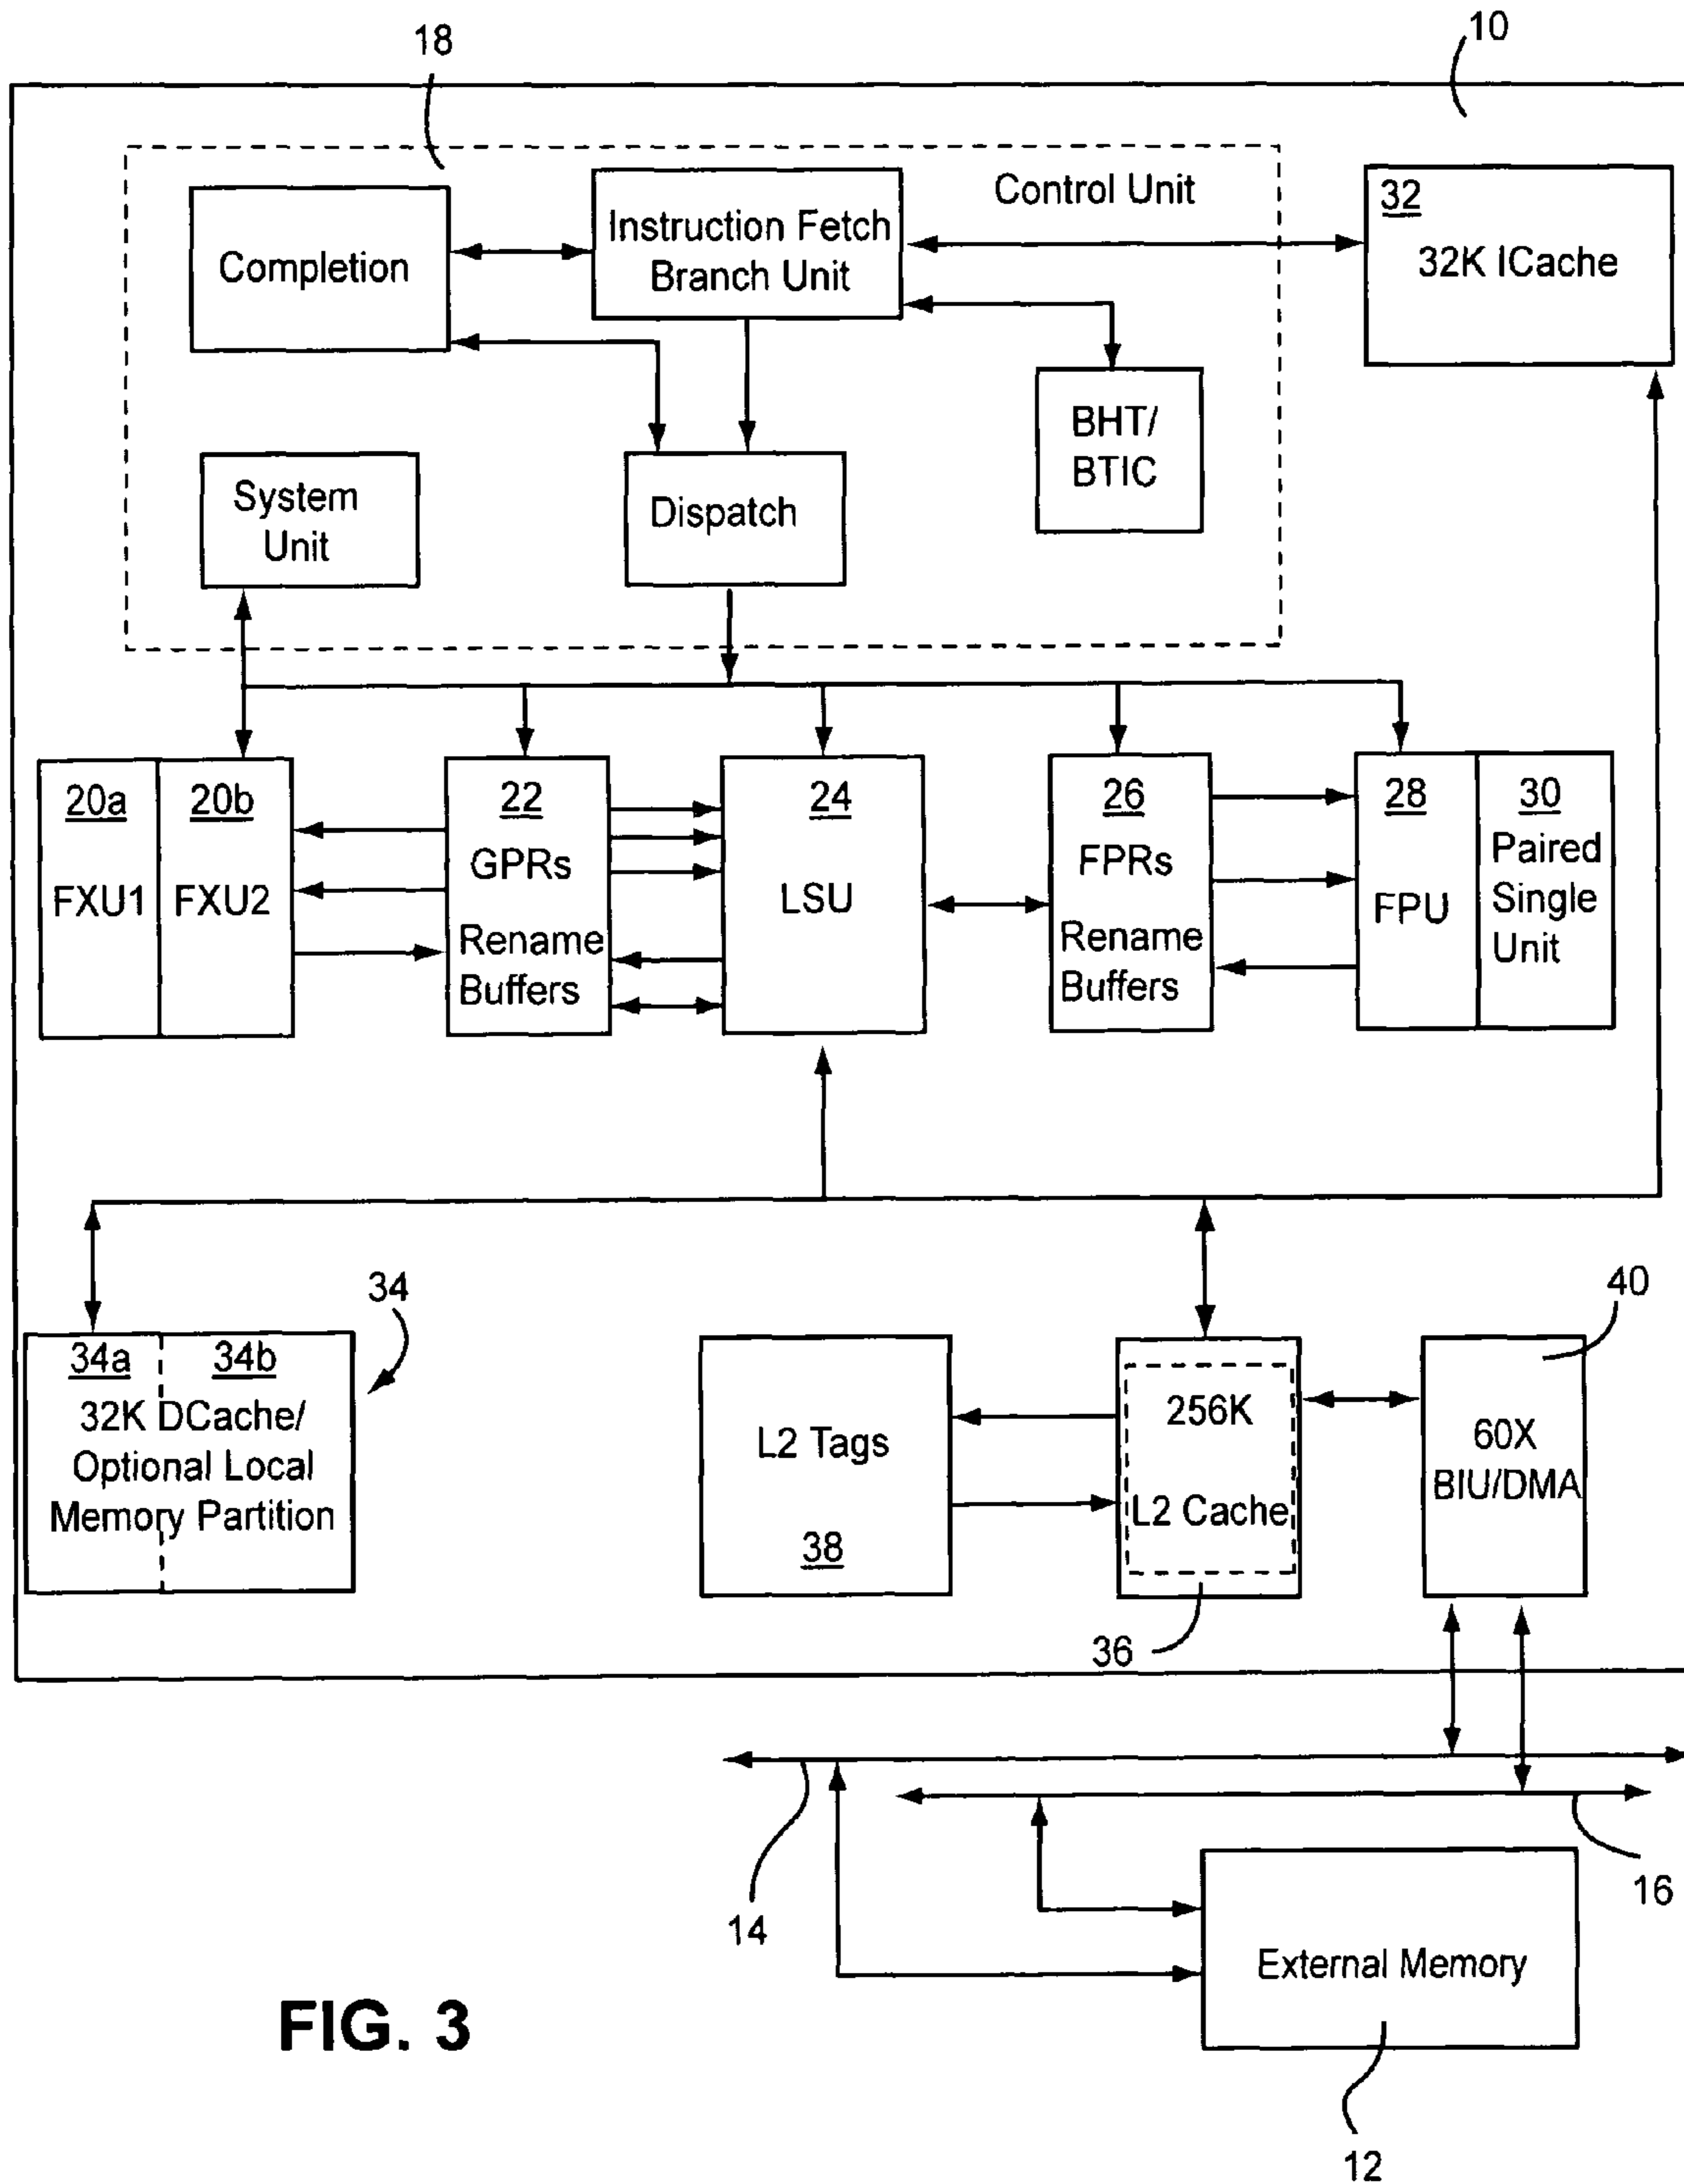 18
10
Control Unit
Completion
Instruction Fetch
Branch Unit
32
32K ICache
BHT/
BTIC
System
Unit
Dispatch
20a
FXU1
20b
FXU2
22
GPRs
Rename
Buffers
24
LSU
26
FPRs
Rename
Buffers
28
FPU
30
Paired
Single
Unit
34
34a
34b
32K DCache/
Optional Local
Memory Partition
L2 Tags
38
256K
L2 Cache
36
40
60X
BIU/DMA
14
16
External Memory
12
FIG. 3